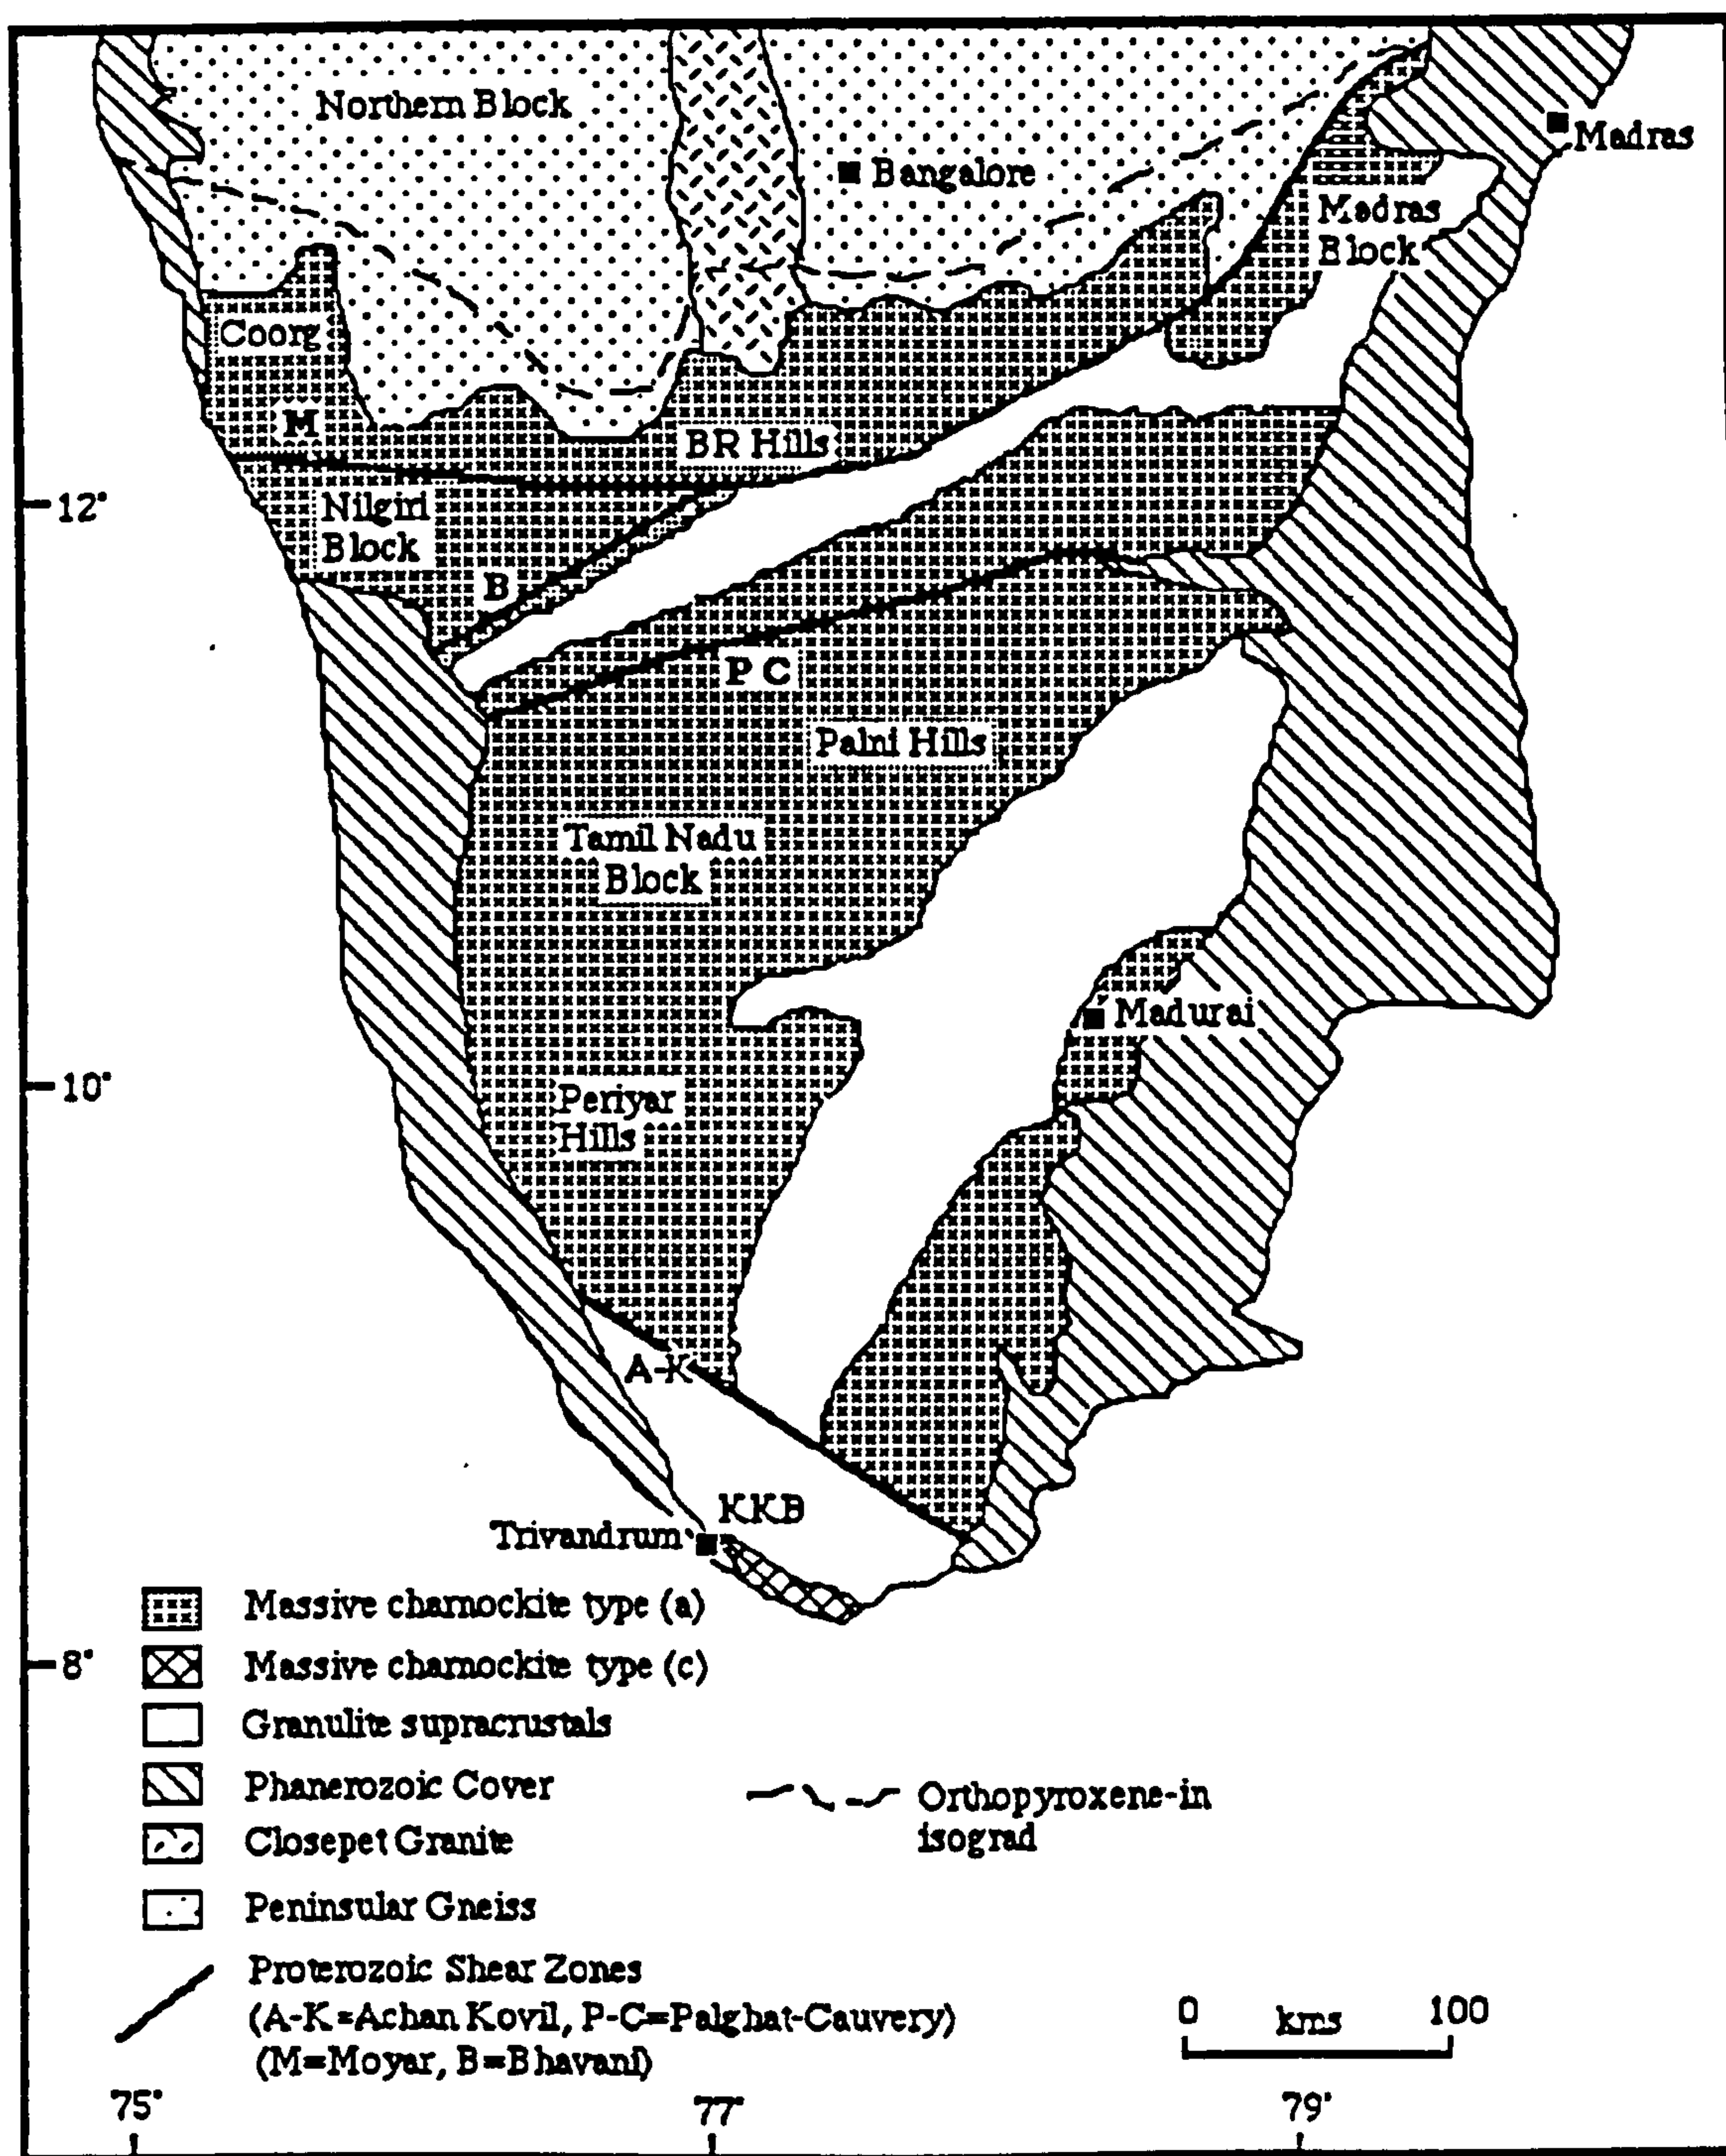 Northern Block
Madras
Bangalore
Madras
Block
Coorg
M
BR Hills
12°
Nilgiri
Block
B
P C
Palni Hills
Tamil Nadu
Block
Madurai
10°
Periyar
Hills
A-K
KKB
Trivandrum
Massive charnockite type (a)
8°
Massive charnockite type (c)
Granulite supracrustals
Phanerozoic Cover
Orthopyroxene-in
isograd
Closepet Granite
Peninsular Gneiss
Proterozoic Shear Zones
(A-K=Achan Kovil, P-C=Palghat-Cauvery)
(M=Moyar, B=Bhavani)
0 kms 100
75° 77° 79°